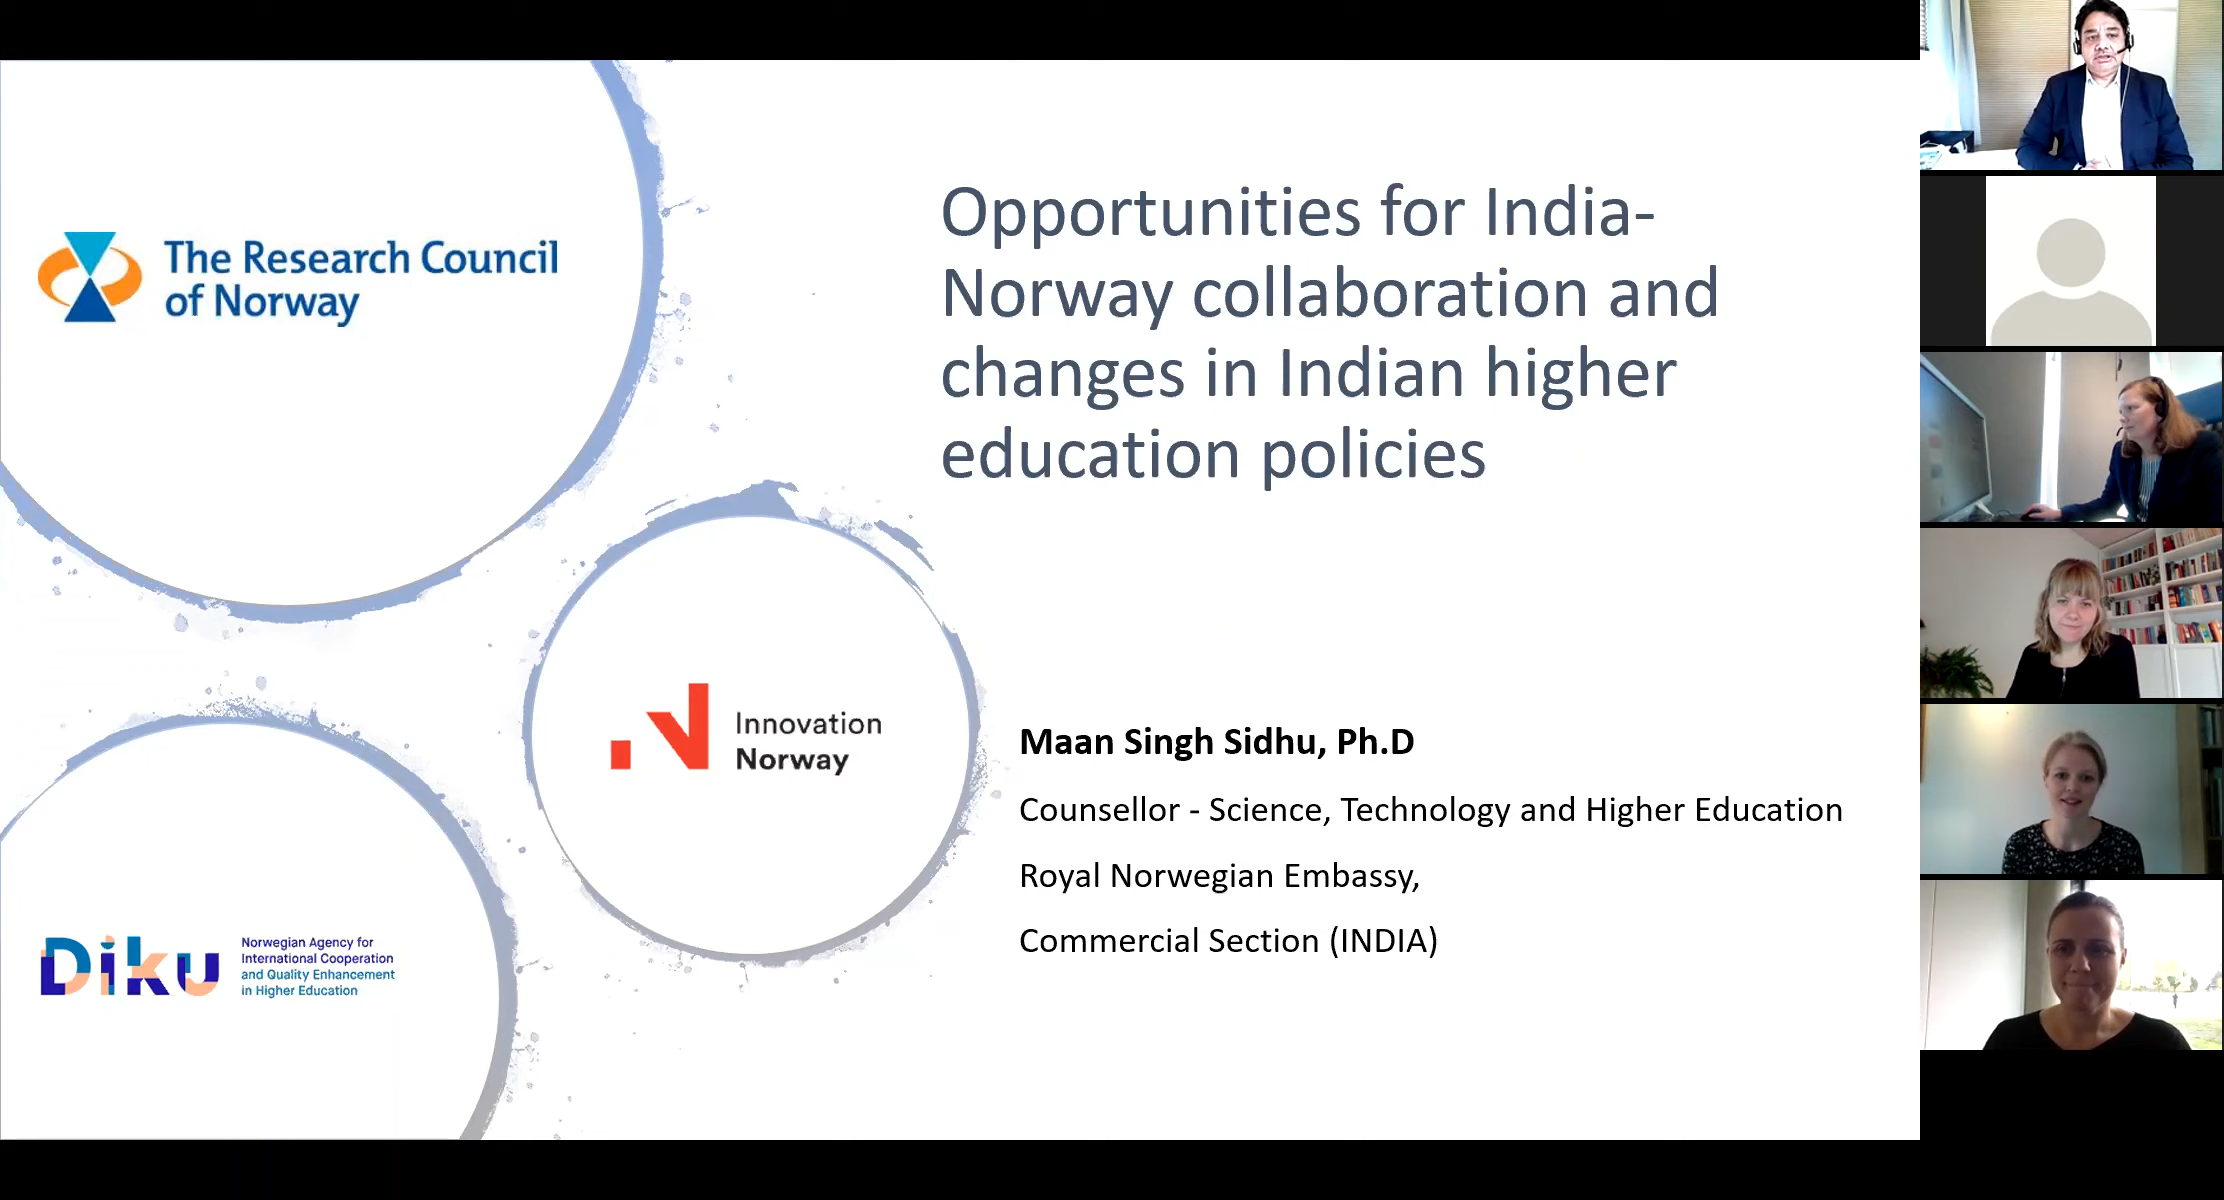 The Research Council
of Norway
Opportunities for India-
Norway collaboration and
changes in Indian higher
education policies
Innovation
Norway
Maan Singh Sidhu, Ph.D
Counsellor - Science, Technology and Higher Education
Royal Norwegian Embassy,
Commercial Section (INDIA)
Diku
Norwegian Agency for
International Cooperation
and Quality Enhancement
in Higher Education